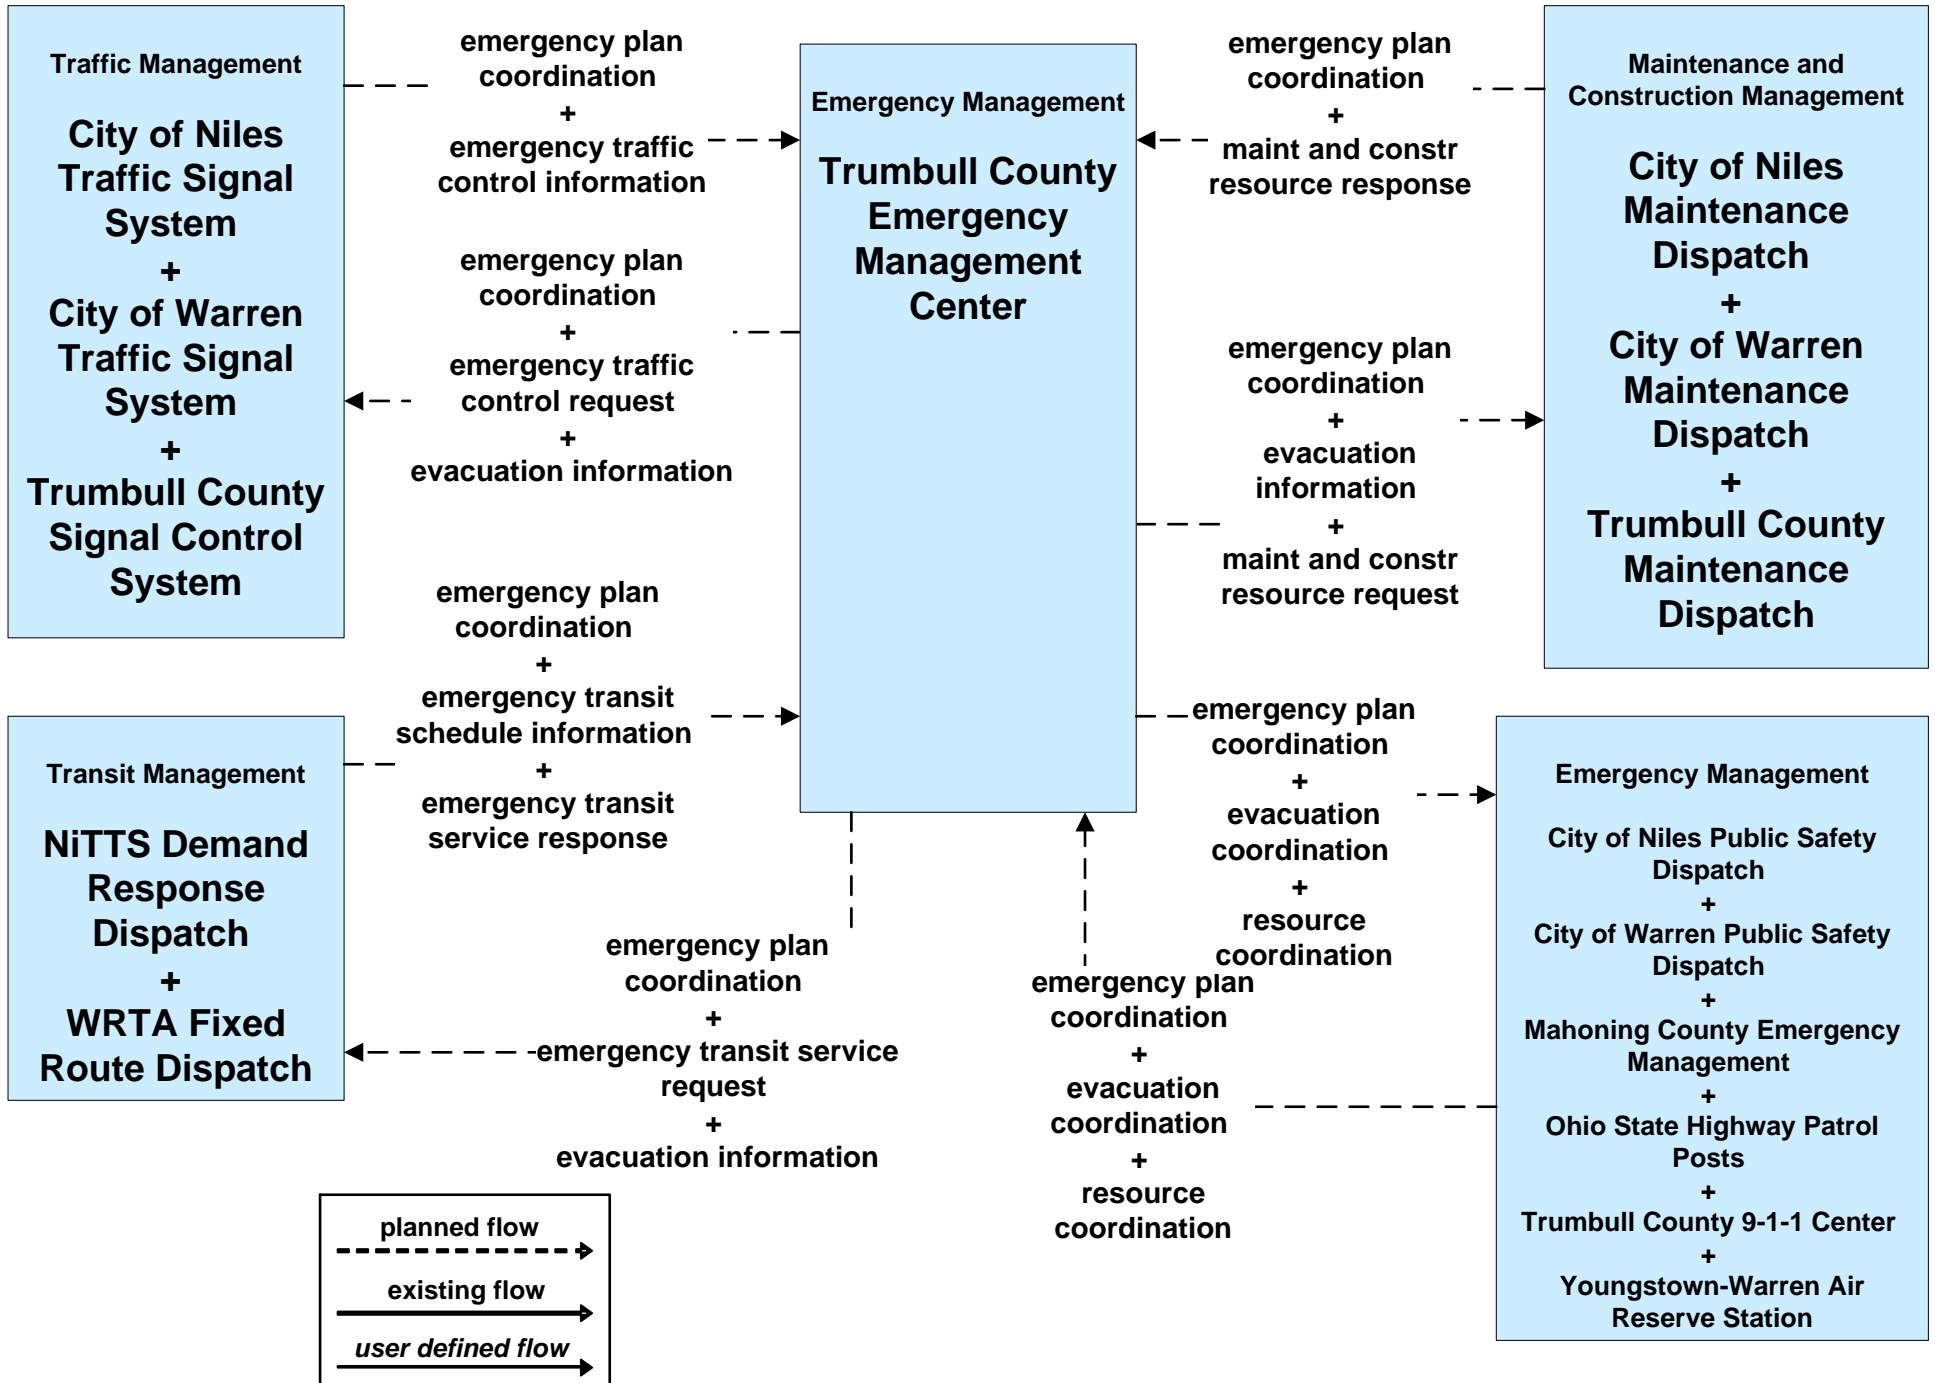 Traffic Management
City of Niles
Traffic Signal
System
+
City of Warren
Traffic Signal
System
+
Trumbull County
Signal Control
System
emergency plan
coordination
+
emergency traffic
control information
emergency plan
coordination
+
emergency traffic
control request
+
evacuation information
Emergency Management
Trumbull County
Emergency
Management
Center
emergency plan
coordination
+
maint and constr
resource response
emergency plan
coordination
+
evacuation
information
+
maint and constr
resource request
Maintenance and
Construction Management
City of Niles
Maintenance
Dispatch
+
City of Warren
Maintenance
Dispatch
+
Trumbull County
Maintenance
Dispatch
Transit Management
NiTTS Demand
Response
Dispatch
+
WRTA Fixed
Route Dispatch
emergency plan
coordination
+
emergency transit
schedule information
+
emergency transit
service response
emergency plan
coordination
+
emergency transit service
request
+
evacuation information
emergency plan
coordination
+
evacuation
coordination
+
resource
coordination
emergency plan
coordination
+
evacuation
coordination
+
resource
coordination
Emergency Management
City of Niles Public Safety
Dispatch
+
City of Warren Public Safety
Dispatch
+
Mahoning County Emergency
Management
+
Ohio State Highway Patrol
Posts
+
Trumbull County 9-1-1 Center
+
Youngstown-Warren Air
Reserve Station
planned flow
existing flow
user defined flow